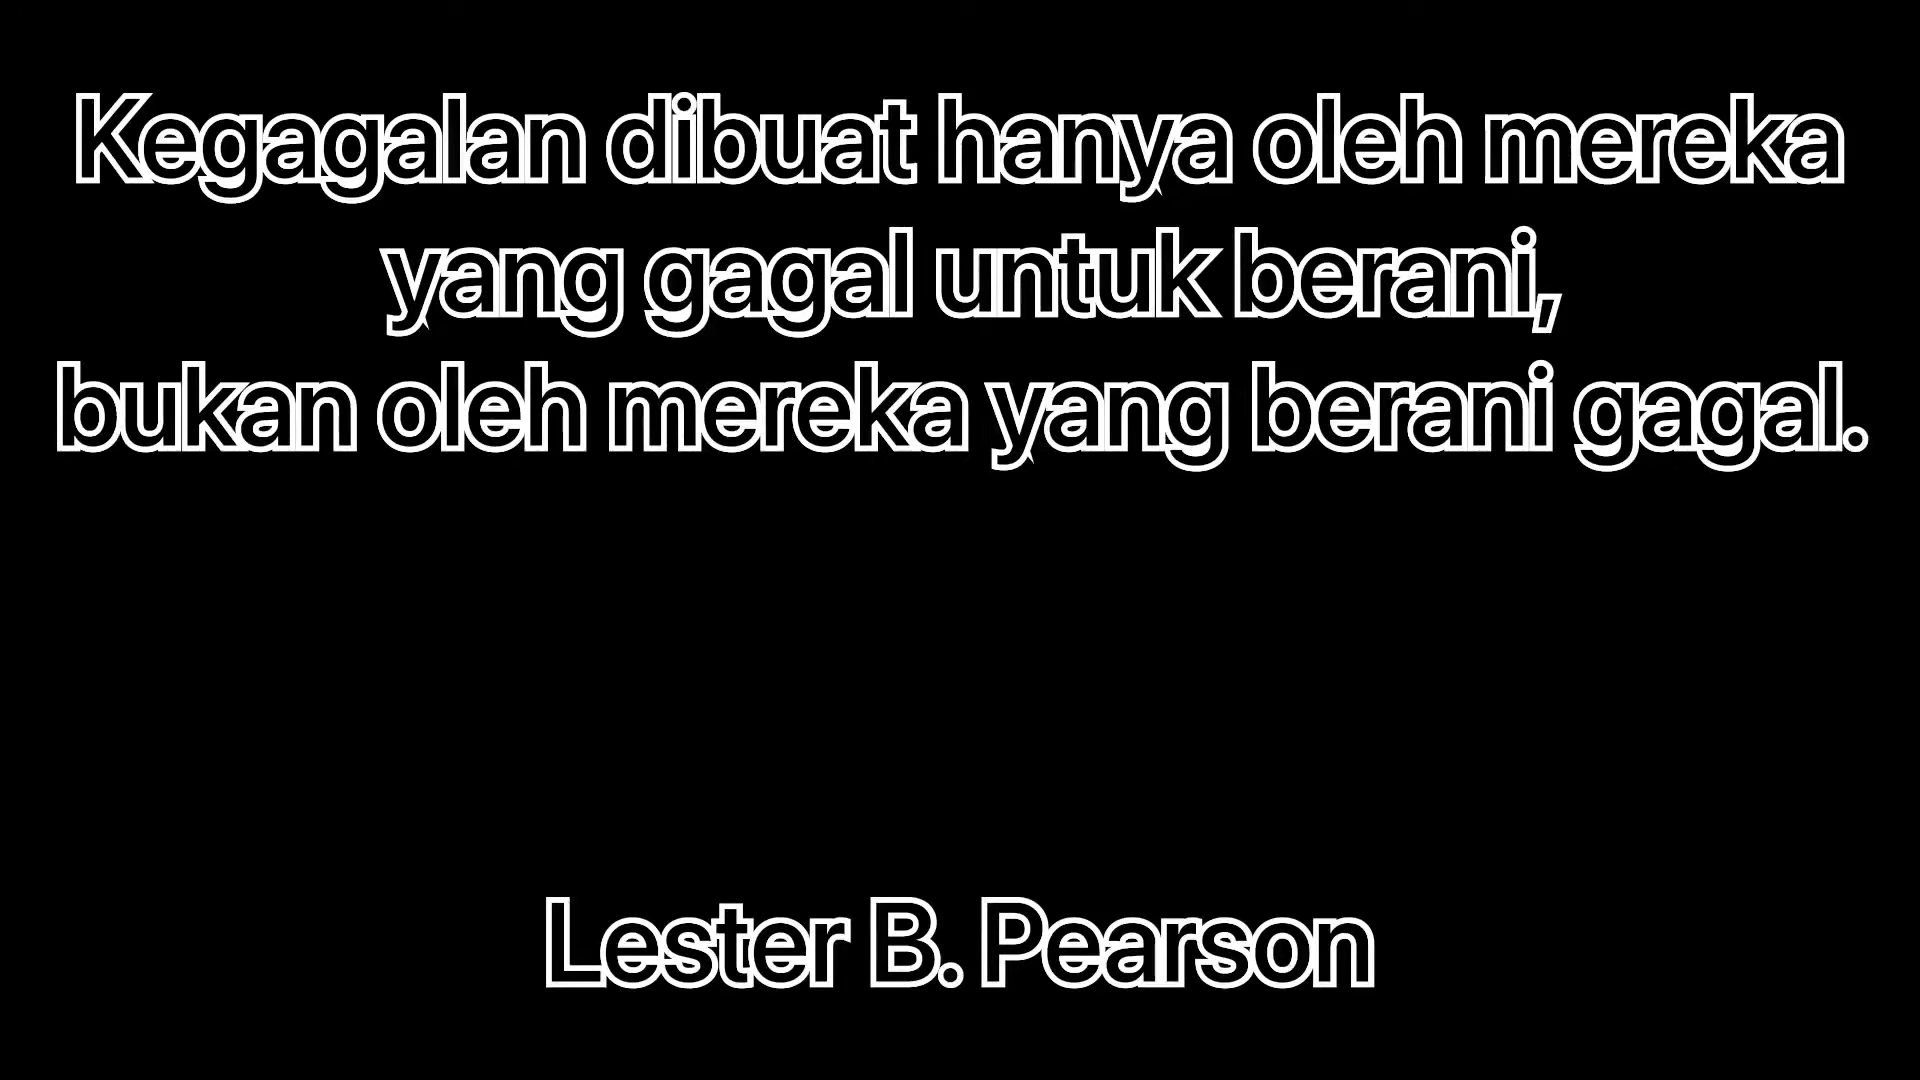 Kegagalan dibuat hanya oleh mereka
yang gagal untuk berani,
bukan oleh mereka yang berani gagal.
Lester B. Pearson